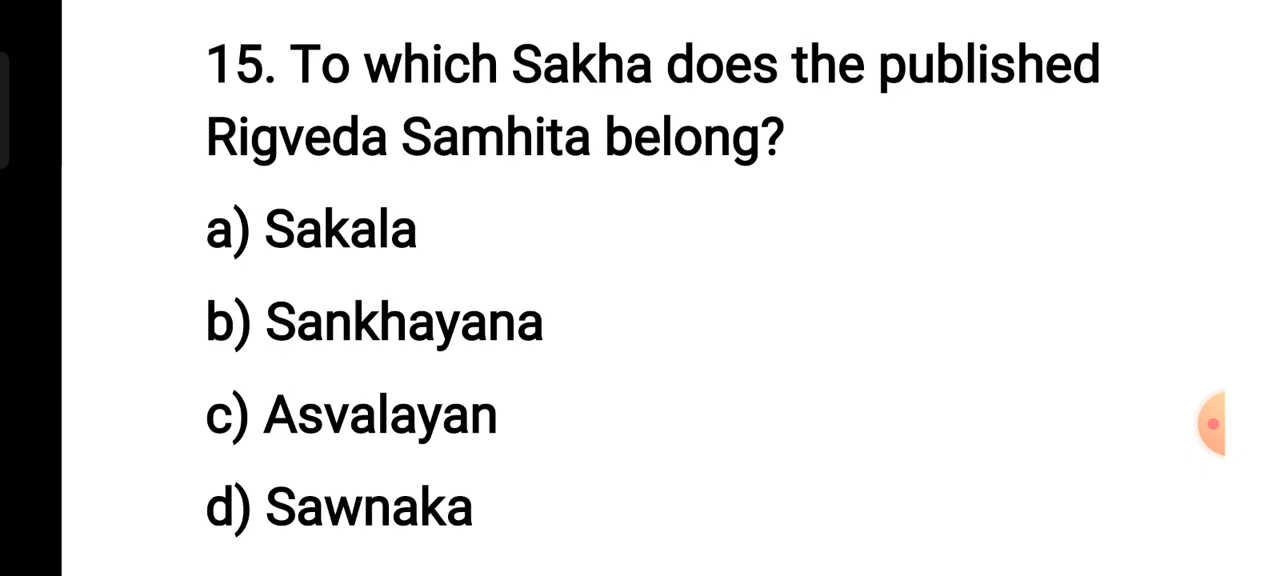 15. To which Sakha does the published
Rigveda Samhita belong?
a) Sakala
b) Sankhayana
c) Asvalayan
d) Sawnaka